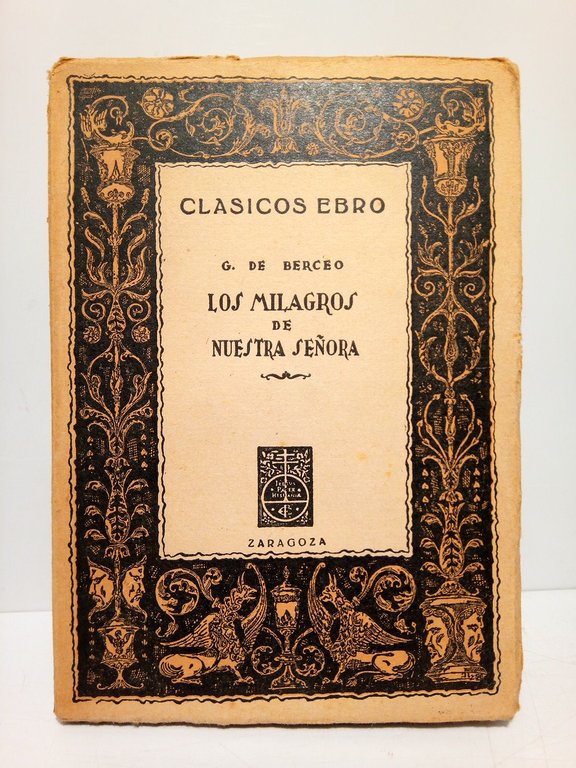 CLASICOS EBRO
G. DE BERCEO
LOS MILAGROS
DE
NUESTRA SEÑORA
ZARAGOZA